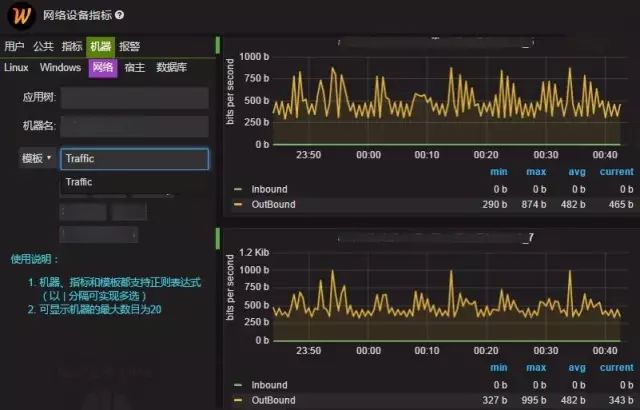 网络设备指标 ?
用户 公共 指标 机器 报警
Linux Windows 网络 宿主 数据库
应用树:
机器名:
模板 Traffic
Traffic
使用说明:
1. 机器、指标和模板都支持正则表达式
(以 | 分隔可实现多选)
2. 可显示机器的最大数目为20
bits per second
1000 b
750 b
500 b
250 b
0 b
23:50 00:00 00:10 00:20 00:30 00:40
min max avg current
Inbound 0 b 0 b 0 b 0 b
OutBound 290 b 874 b 482 b 465 b
_7
bits per second
1.2 Kib
1000 b
750 b
500 b
250 b
0 b
23:50 00:00 00:10 00:20 00:30 00:40
min max avg current
Inbound 0 b 0 b 0 b 0 b
OutBound 327 b 995 b 482 b 343 b